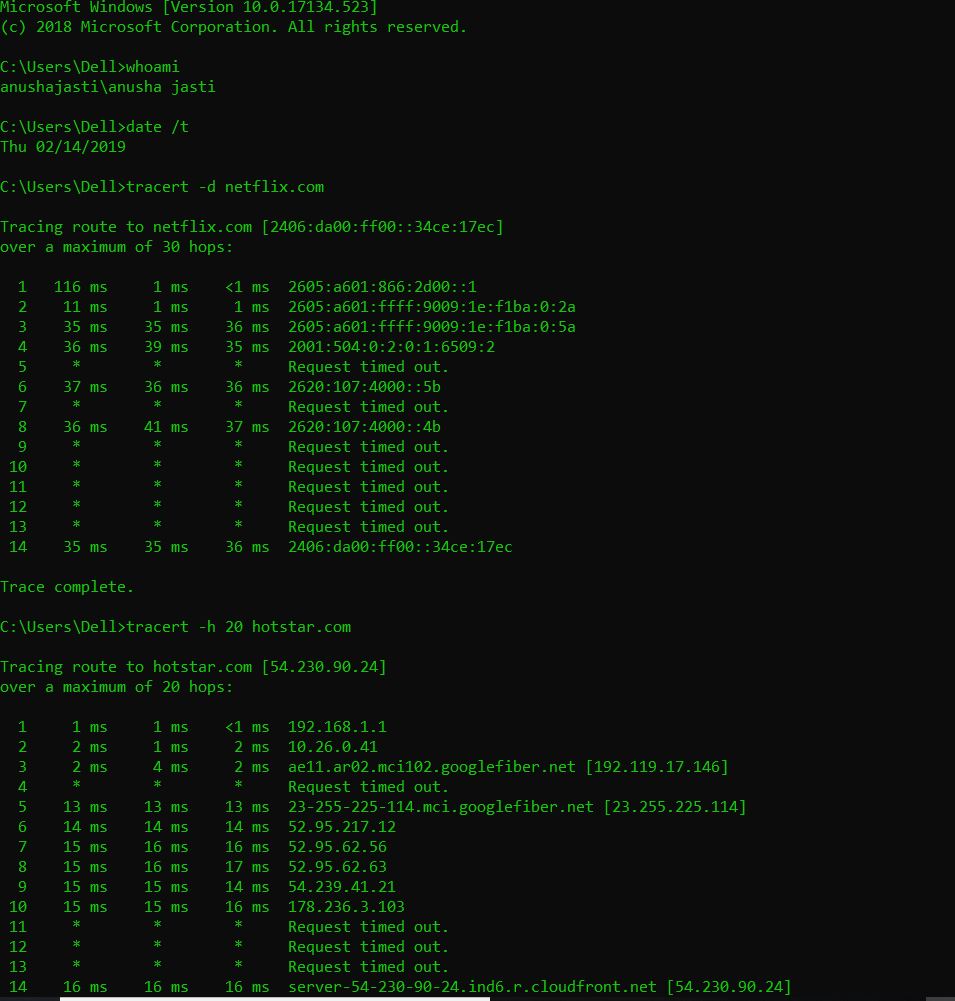 Microsoft Windows [Version 10.0.17134.523]
(c) 2018 Microsoft Corporation. All rights reserved.
C:\Users\Dell>whoami
anushajasti\anusha jasti
C:\Users\Dell>date /t
Thu 02/14/2019
C:\Users\Dell>tracert -d netflix.com
Tracing route to netflix.com [2406:da00:ff00::34ce:17ec]
over a maximum of 30 hops:
1 116 ms 1 ms <1 ms 2605:a601:866:2d00::1
2 11 ms 1 ms 1 ms 2605:a601:ffff:9009:1e:f1ba:0:2a
3 35 ms 35 ms 36 ms 2605:a601:ffff:9009:1e:f1ba:0:5a
4 36 ms 39 ms 35 ms 2001:504:0:2:0:1:6509:2
5 * * * Request timed out.
6 37 ms 36 ms 36 ms 2620:107:4000::5b
7 * * * Request timed out.
8 36 ms 41 ms 37 ms 2620:107:4000::4b
9 * * * Request timed out.
10 * * * Request timed out.
11 * * * Request timed out.
12 * * * Request timed out.
13 * * * Request timed out.
14 35 ms 35 ms 36 ms 2406:da00:ff00::34ce:17ec
Trace complete.
C:\Users\Dell>tracert -h 20 hotstar.com
Tracing route to hotstar.com [54.230.90.24]
over a maximum of 20 hops:
1 1 ms 1 ms <1 ms 192.168.1.1
2 2 ms 1 ms 2 ms 10.26.0.41
3 2 ms 4 ms 2 ms ae11.ar02.mci102.googlefiber.net [192.119.17.146]
4 * * * Request timed out.
5 13 ms 13 ms 13 ms 23-255-225-114.mci.googlefiber.net [23.255.225.114]
6 14 ms 14 ms 14 ms 52.95.217.12
7 15 ms 16 ms 16 ms 52.95.62.56
8 15 ms 16 ms 17 ms 52.95.62.63
9 15 ms 15 ms 14 ms 54.239.41.21
10 15 ms 15 ms 16 ms 178.236.3.103
11 * * * Request timed out.
12 * * * Request timed out.
13 * * * Request timed out.
14 16 ms 16 ms 16 ms server-54-230-90-24.ind6.r.cloudfront.net [54.230.90.24]